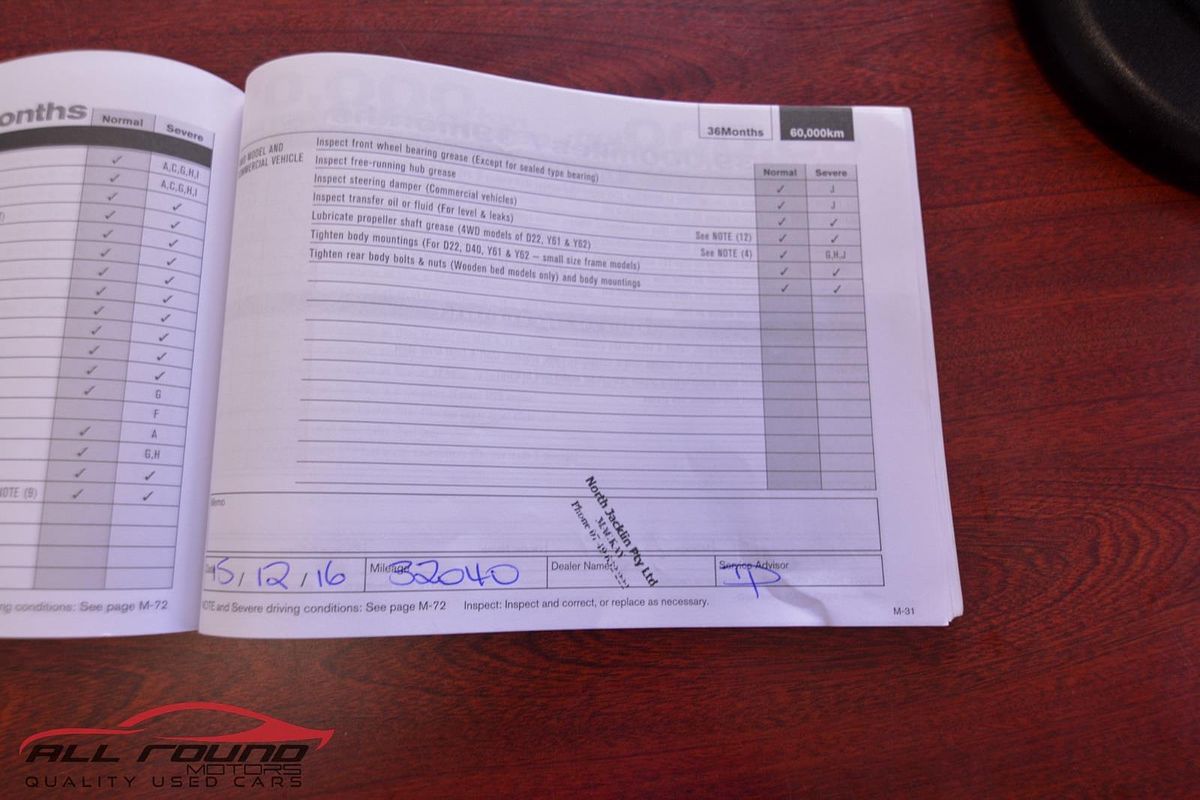 onths
Normal Severe
✓ A,C,G,H,I
✓ A,C,G,H,I
✓ ✓
✓ ✓
✓ ✓
✓ ✓
✓ ✓
✓ ✓
✓ ✓
✓ ✓
✓ ✓
✓ ✓
✓ G
F
✓ A
✓ G,H
✓ ✓
NOTE (9) ✓ ✓
ng conditions: See page M-72
36Months 60,000km
Normal Severe
MODEL AND
COMMERCIAL VEHICLE
Inspect front wheel bearing grease (Except for sealed type bearing) ✓ J
Inspect free-running hub grease ✓ J
Inspect steering damper (Commercial vehicles) ✓ ✓
Inspect transfer oil or fluid (For level & leaks) See NOTE (12) ✓ ✓
Lubricate propeller shaft grease (4WD models of D22, Y61 & Y62) See NOTE (4) ✓ G,H,J
Tighten body mountings (For D22, D40, Y61 & Y62 – small size frame models) ✓ ✓
Tighten rear body bolts & nuts (Wooden bed models only) and body mountings ✓ ✓
Memo
North Jacklin Pty Ltd
MACKAY
Phone 07
15/12/16
Mileage 32040
Dealer Name
Service Advisor
NOTE and Severe driving conditions: See page M-72 Inspect: Inspect and correct, or replace as necessary.
M-31
ALL ROUND
MOTORS
QUALITY USED CARS